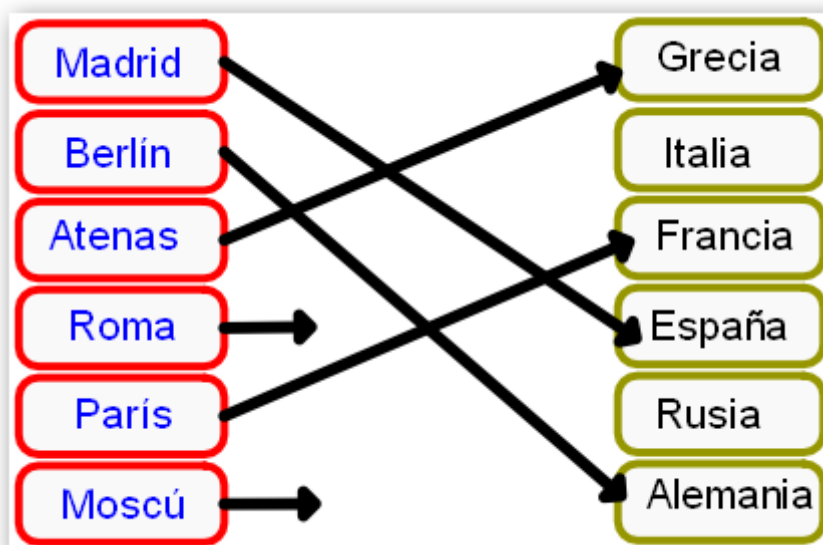 Madrid
Berlín
Atenas
Roma
París
Moscú
Grecia
Italia
Francia
España
Rusia
Alemania